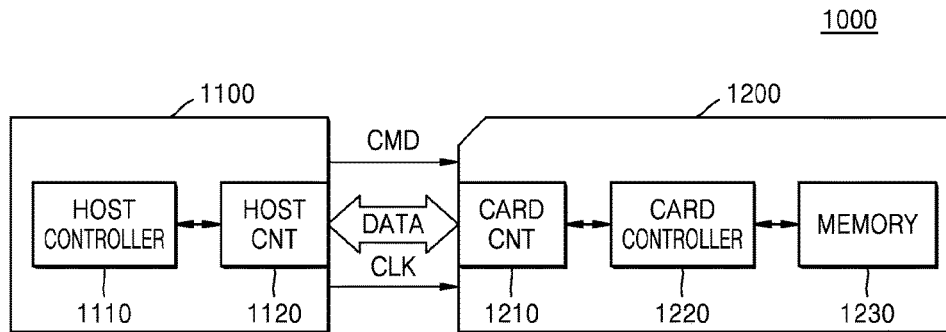 1000
1100
1200
CMD
HOST
CONTROLLER
HOST
CNT
DATA
CARD
CNT
CARD
CONTROLLER
MEMORY
CLK
1110
1120
1210
1220
1230